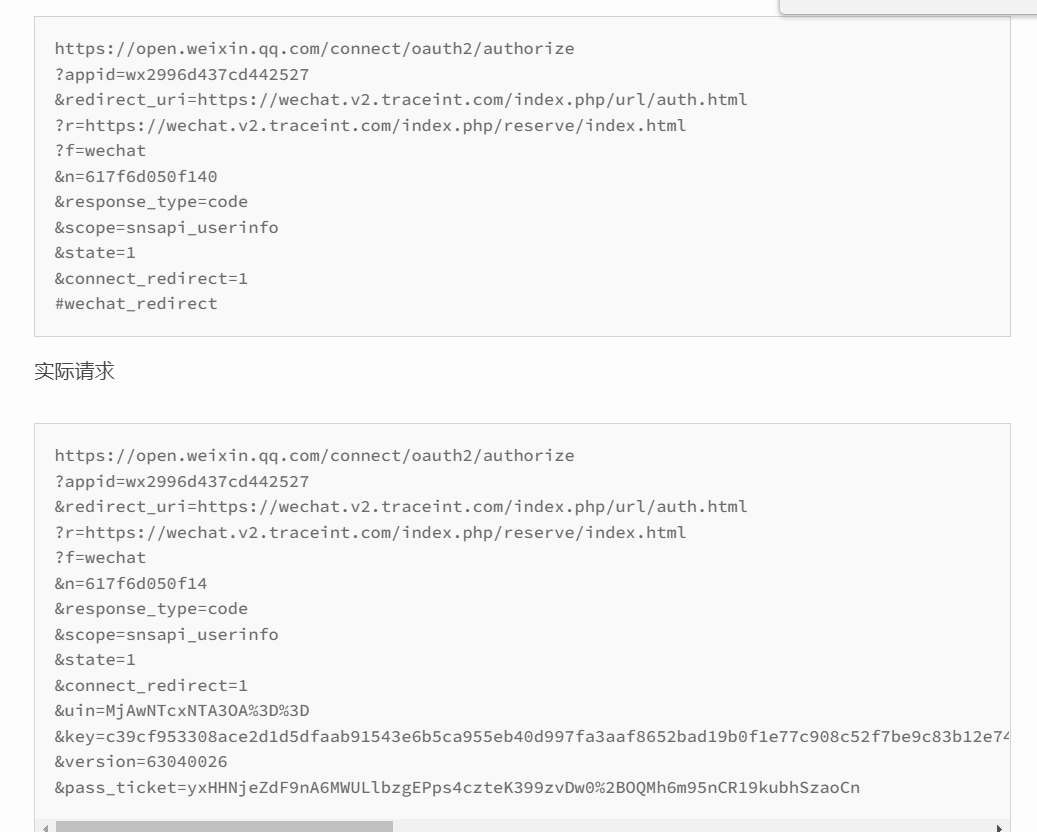 https://open.weixin.qq.com/connect/oauth2/authorize
?appid=wx2996d437cd442527
&redirect_uri=https://wechat.v2.traceint.com/index.php/url/auth.html
?r=https://wechat.v2.traceint.com/index.php/reserve/index.html
?f=wechat
&n=617f6d050f140
&response_type=code
&scope=snsapi_userinfo
&state=1
&connect_redirect=1
#wechat_redirect
实际请求
https://open.weixin.qq.com/connect/oauth2/authorize
?appid=wx2996d437cd442527
&redirect_uri=https://wechat.v2.traceint.com/index.php/url/auth.html
?r=https://wechat.v2.traceint.com/index.php/reserve/index.html
?f=wechat
&n=617f6d050f14
&response_type=code
&scope=snsapi_userinfo
&state=1
&connect_redirect=1
&uin=MjAwNTcxNTA3OA%3D%3D
&key=c39cf953308ace2d1d5dfaab91543e6b5ca955eb40d997fa3aaf8652bad19b0f1e77c908c52f7be9c83b12e74
&version=63040026
&pass_ticket=yxHHNjeZdF9nA6MWULlbzgEPps4czteK399zvDw0%2BOQMh6m95nCR19kubhSzaoCn